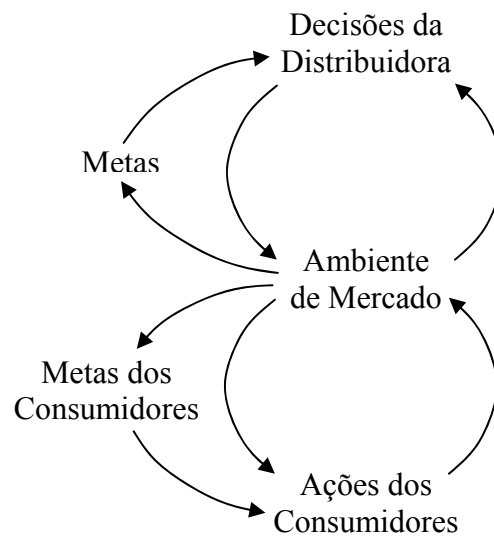 Decisões da
Distribuidora
Metas
Ambiente
de Mercado
Metas dos
Consumidores
Ações dos
Consumidores